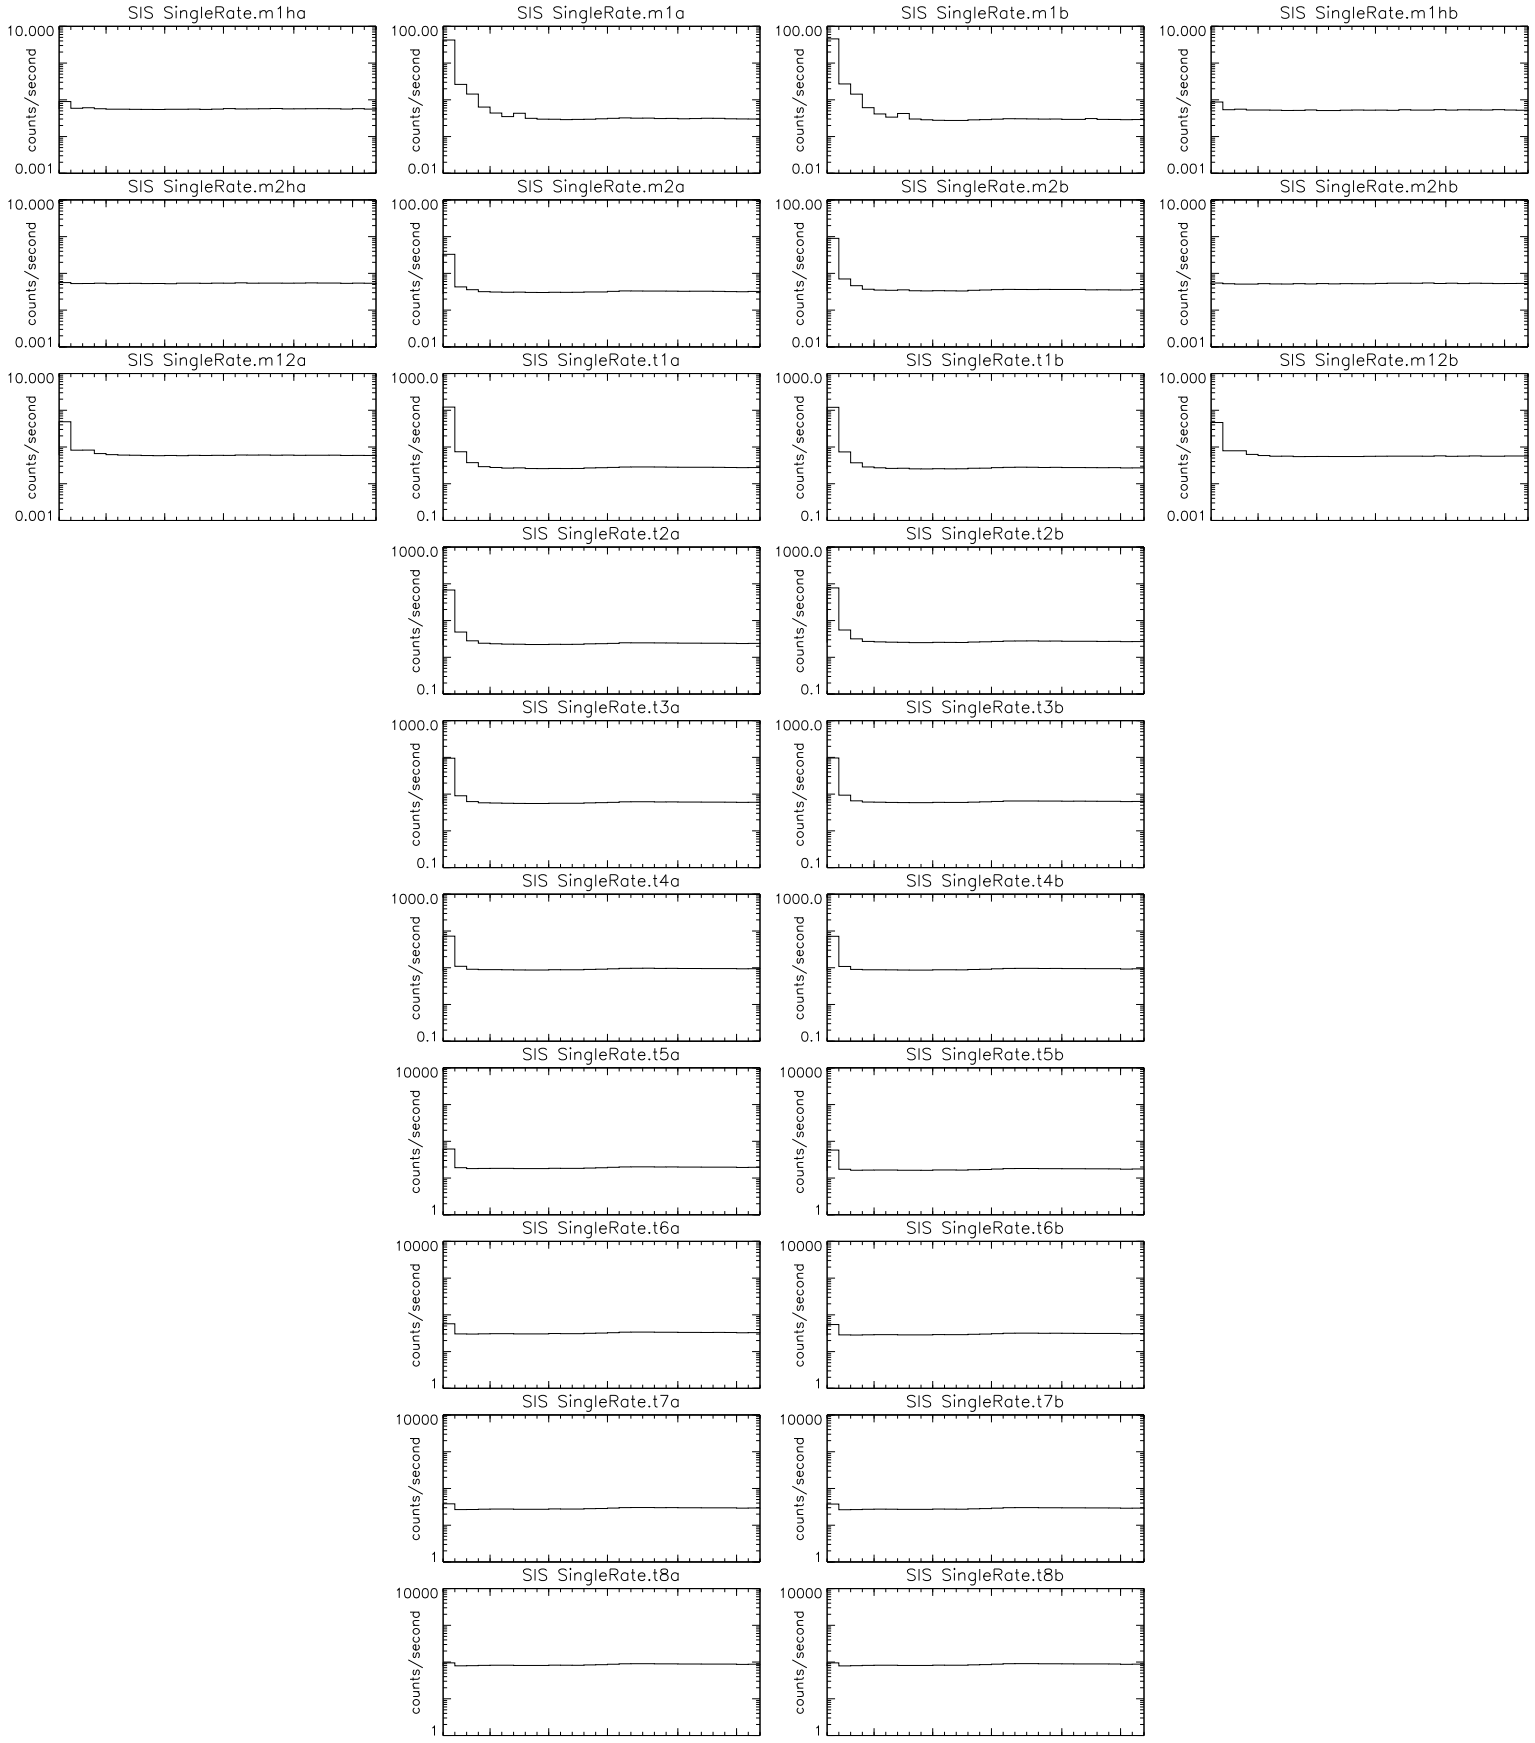 SIS SingleRate.m1ha
10.000
counts/second
0.001
SIS SingleRate.m1a
100.00
counts/second
0.01
SIS SingleRate.m1b
100.00
counts/second
0.01
SIS SingleRate.m1hb
10.000
counts/second
0.001
SIS SingleRate.m2ha
10.000
counts/second
0.001
SIS SingleRate.m2a
100.00
counts/second
0.01
SIS SingleRate.m2b
100.00
counts/second
0.01
SIS SingleRate.m2hb
10.000
counts/second
0.001
SIS SingleRate.m12a
10.000
counts/second
0.001
SIS SingleRate.t1a
1000.0
counts/second
0.1
SIS SingleRate.t1b
1000.0
counts/second
0.1
SIS SingleRate.m12b
10.000
counts/second
0.001
SIS SingleRate.t2a
1000.0
counts/second
0.1
SIS SingleRate.t2b
1000.0
counts/second
0.1
SIS SingleRate.t3a
1000.0
counts/second
0.1
SIS SingleRate.t3b
1000.0
counts/second
0.1
SIS SingleRate.t4a
1000.0
counts/second
0.1
SIS SingleRate.t4b
1000.0
counts/second
0.1
SIS SingleRate.t5a
10000
counts/second
1
SIS SingleRate.t5b
10000
counts/second
1
SIS SingleRate.t6a
10000
counts/second
1
SIS SingleRate.t6b
10000
counts/second
1
SIS SingleRate.t7a
10000
counts/second
1
SIS SingleRate.t7b
10000
counts/second
1
SIS SingleRate.t8a
10000
counts/second
1
SIS SingleRate.t8b
10000
counts/second
1